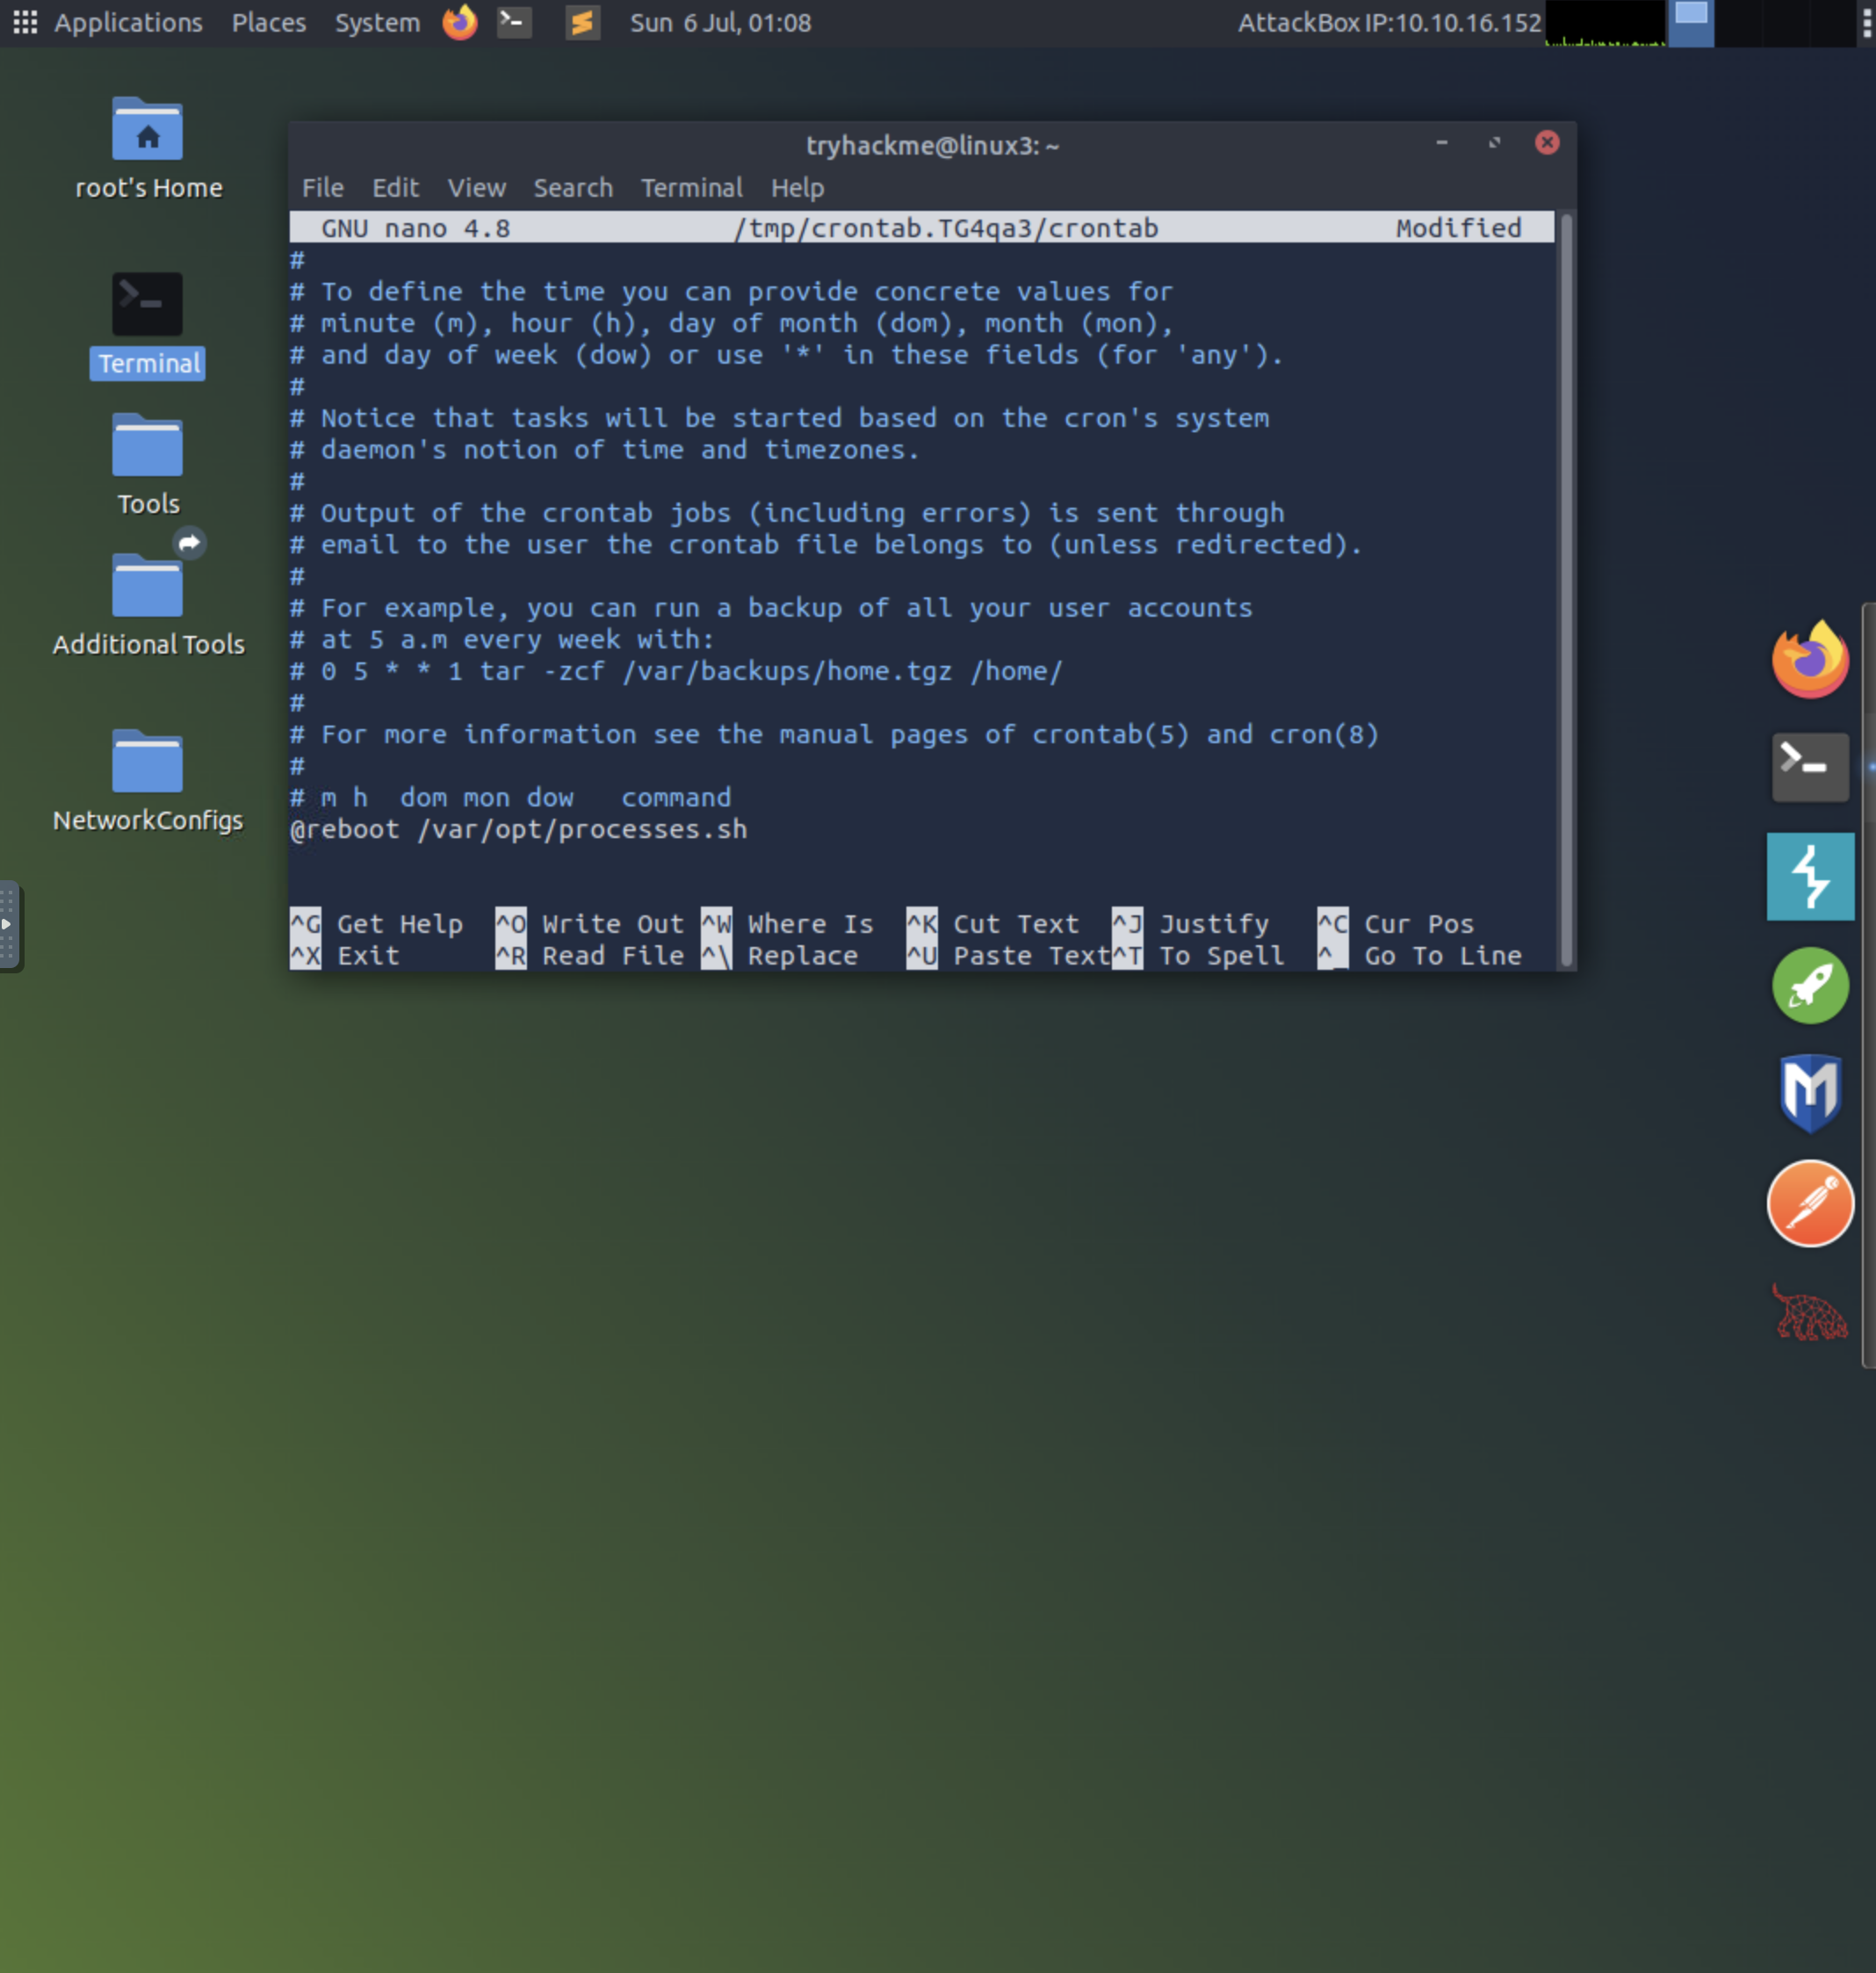 Applications Places System Sun 6 Jul, 01:08 AttackBox IP:10.10.16.152
root's Home
Terminal
Tools
Additional Tools
NetworkConfigs
tryhackme@linux3: ~
File Edit View Search Terminal Help
GNU nano 4.8 /tmp/crontab.TG4qa3/crontab Modified
#
# To define the time you can provide concrete values for
# minute (m), hour (h), day of month (dom), month (mon),
# and day of week (dow) or use '*' in these fields (for 'any').
#
# Notice that tasks will be started based on the cron's system
# daemon's notion of time and timezones.
#
# Output of the crontab jobs (including errors) is sent through
# email to the user the crontab file belongs to (unless redirected).
#
# For example, you can run a backup of all your user accounts
# at 5 a.m every week with:
# 0 5 * * 1 tar -zcf /var/backups/home.tgz /home/
#
# For more information see the manual pages of crontab(5) and cron(8)
#
# m h  dom mon dow   command
@reboot /var/opt/processes.sh
^G Get Help ^O Write Out ^W Where Is ^K Cut Text ^J Justify ^C Cur Pos
^X Exit ^R Read File ^\ Replace ^U Paste Text ^T To Spell ^_ Go To Line